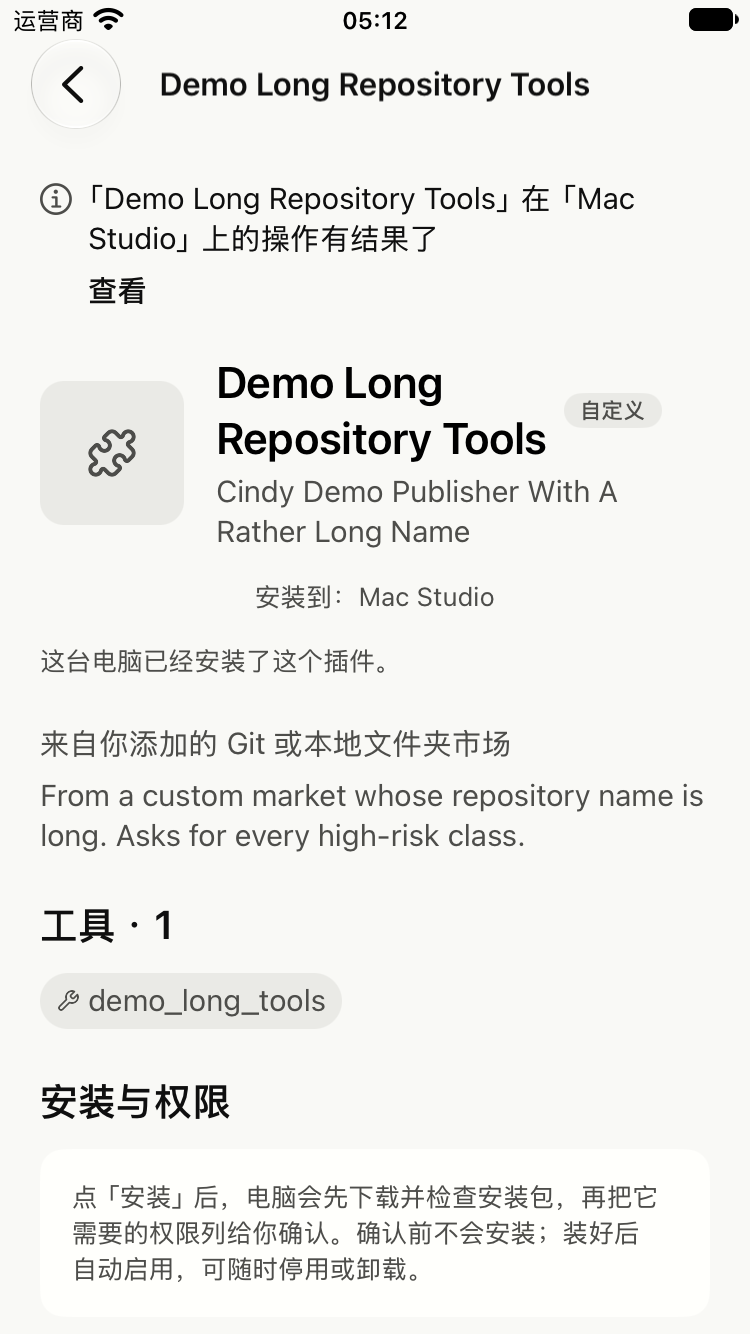 运营商
05:12
Demo Long Repository Tools
「Demo Long Repository Tools」在「Mac
Studio」上的操作有结果了
查看
Demo Long
Repository Tools
自定义
Cindy Demo Publisher With A
Rather Long Name
安装到：Mac Studio
这台电脑已经安装了这个插件。
来自你添加的 Git 或本地文件夹市场
From a custom market whose repository name is
long. Asks for every high-risk class.
工具 · 1
demo_long_tools
安装与权限
点「安装」后，电脑会先下载并检查安装包，再把它
需要的权限列给你确认。确认前不会安装；装好后
自动启用，可随时停用或卸载。